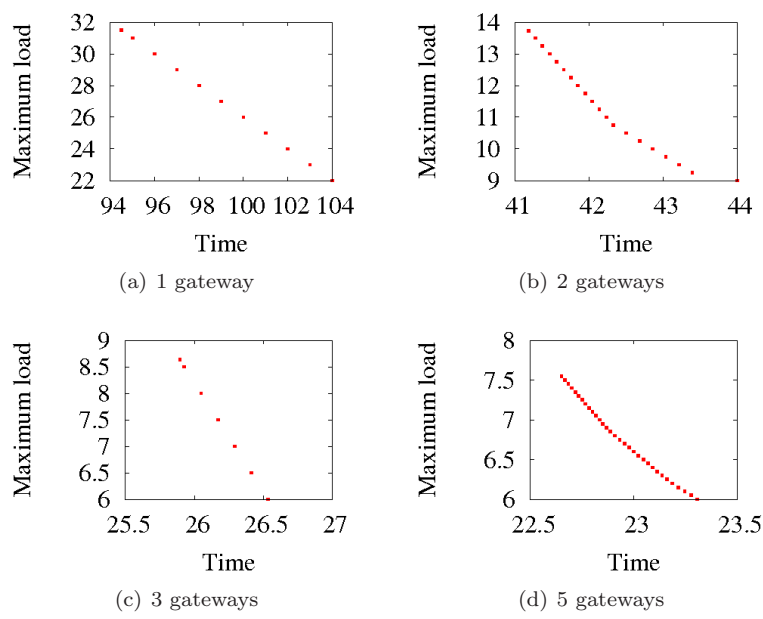 32
30
28
26
24
22
Maximum load
94 96 98 100 102 104
Time
(a) 1 gateway
14
13
12
11
10
9
Maximum load
41 42 43 44
Time
(b) 2 gateways
9
8.5
8
7.5
7
6.5
6
Maximum load
25.5 26 26.5 27
Time
(c) 3 gateways
8
7.5
7
6.5
6
Maximum load
22.5 23 23.5
Time
(d) 5 gateways